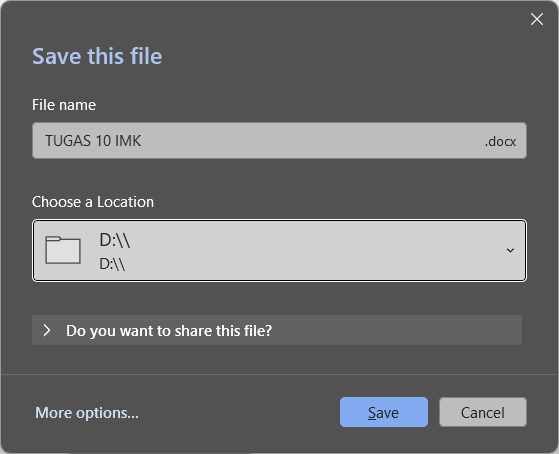 Save this file
File name
TUGAS 10 IMK .docx
Choose a Location
D:\\
D:\\
Do you want to share this file?
More options... Save Cancel